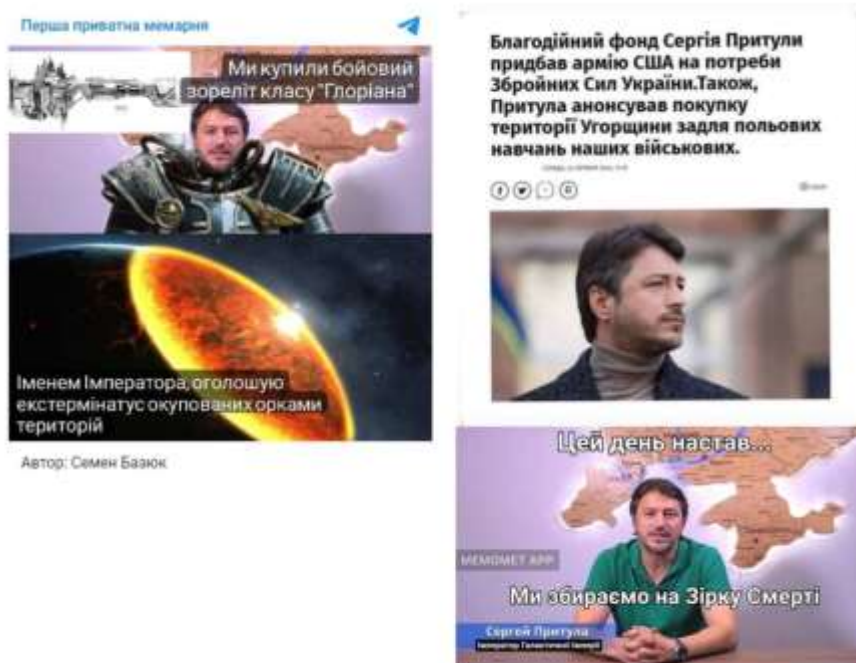 Перша приватна мемарня
Ми купили бойовий
зореліт класу "Глоріана"
Іменем Імператора, оголошую
екстермінатус окупованих орками
територій
Автор: Семен Базюк
Благодійний фонд Сергія Притули
придбав армію США на потреби
Збройних Сил України.Також,
Притула анонсував покупку
території Угорщини задля польових
навчань наших військових.
Цей день настав...
MEMOMET APP
Ми збираємо на Зірку Смерті
Сергей Притула
Імператор Галактичної Імперії